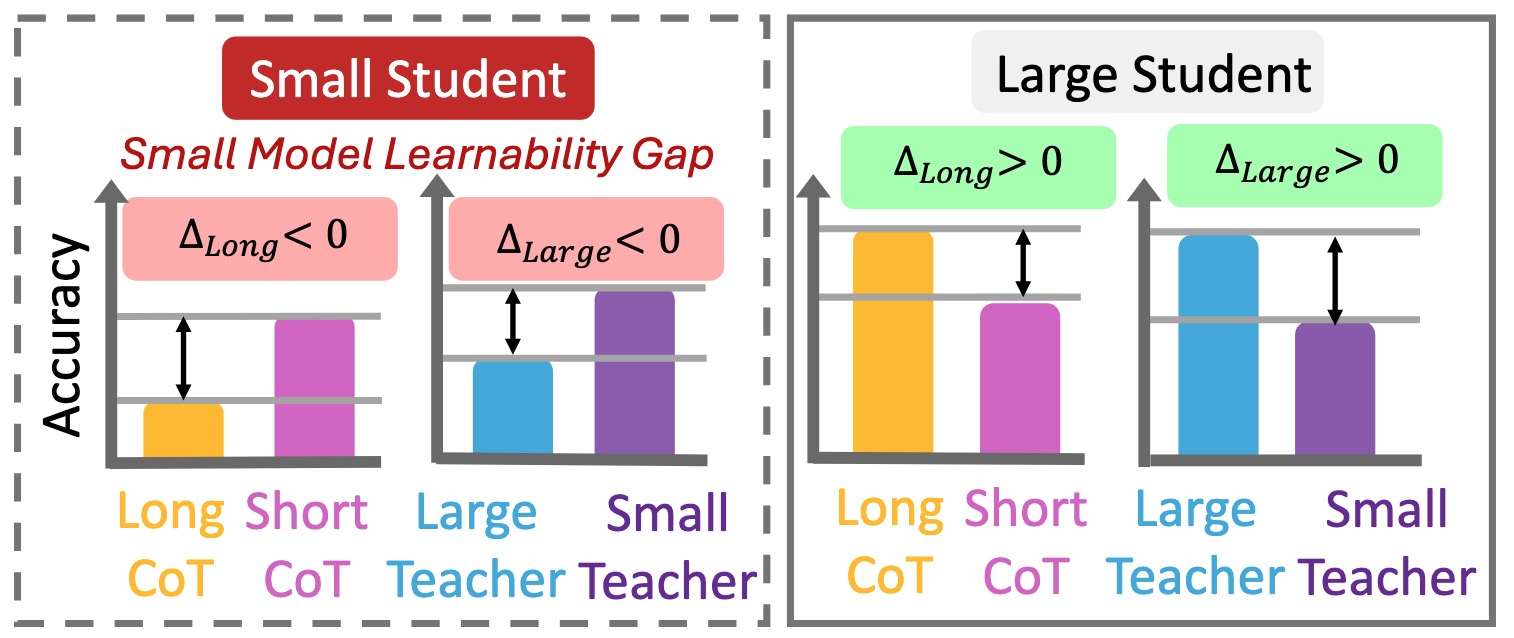 Small Student
Small Model Learnability Gap
Δ_Long < 0
Δ_Large < 0
Accuracy
Long CoT
Short CoT
Large Teacher
Small Teacher
Large Student
Δ_Long > 0
Δ_Large > 0
Long CoT
Short CoT
Large Teacher
Small Teacher